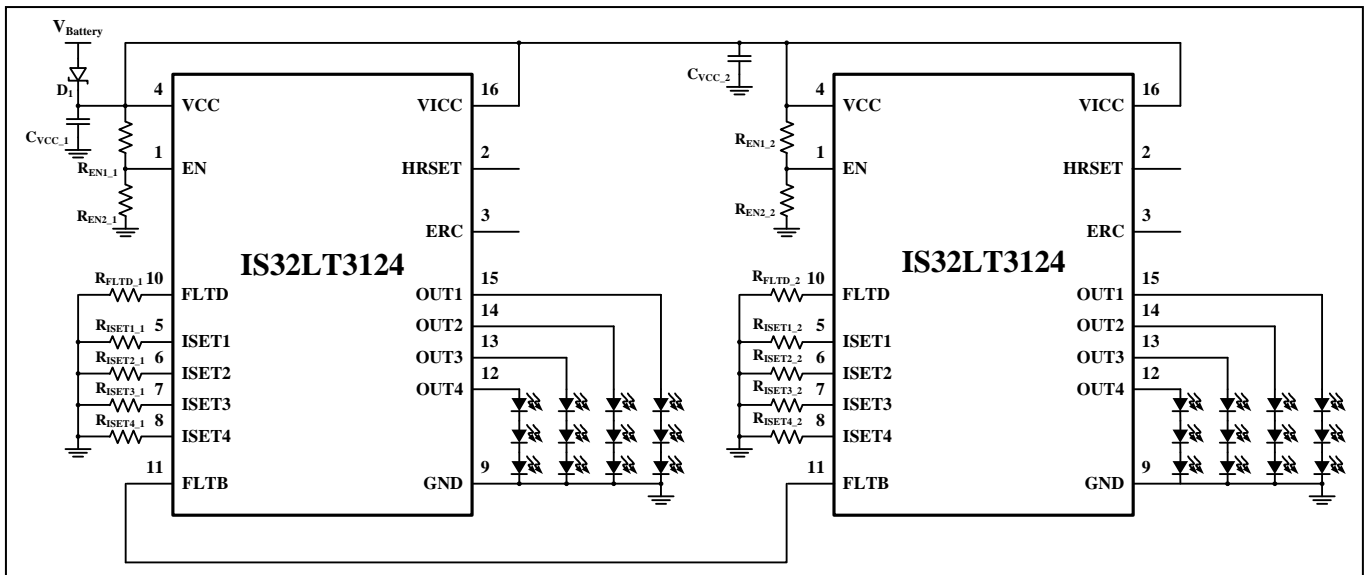 VBattery
D1
CVCC_1
REN1_1
REN2_1
4
VCC
1
EN
IS32LT3124
RFLTD_1
10
FLTD
RISET1_1
5
ISET1
RISET2_1
6
ISET2
RISET3_1
7
ISET3
RISET4_1
8
ISET4
11
FLTB
16
VICC
2
HRSET
3
ERC
15
OUT1
14
OUT2
13
OUT3
12
OUT4
9
GND
CVCC_2
REN1_2
REN2_2
4
VCC
1
EN
IS32LT3124
RFLTD_2
10
FLTD
RISET1_2
5
ISET1
RISET2_2
6
ISET2
RISET3_2
7
ISET3
RISET4_2
8
ISET4
11
FLTB
16
VICC
2
HRSET
3
ERC
15
OUT1
14
OUT2
13
OUT3
12
OUT4
9
GND